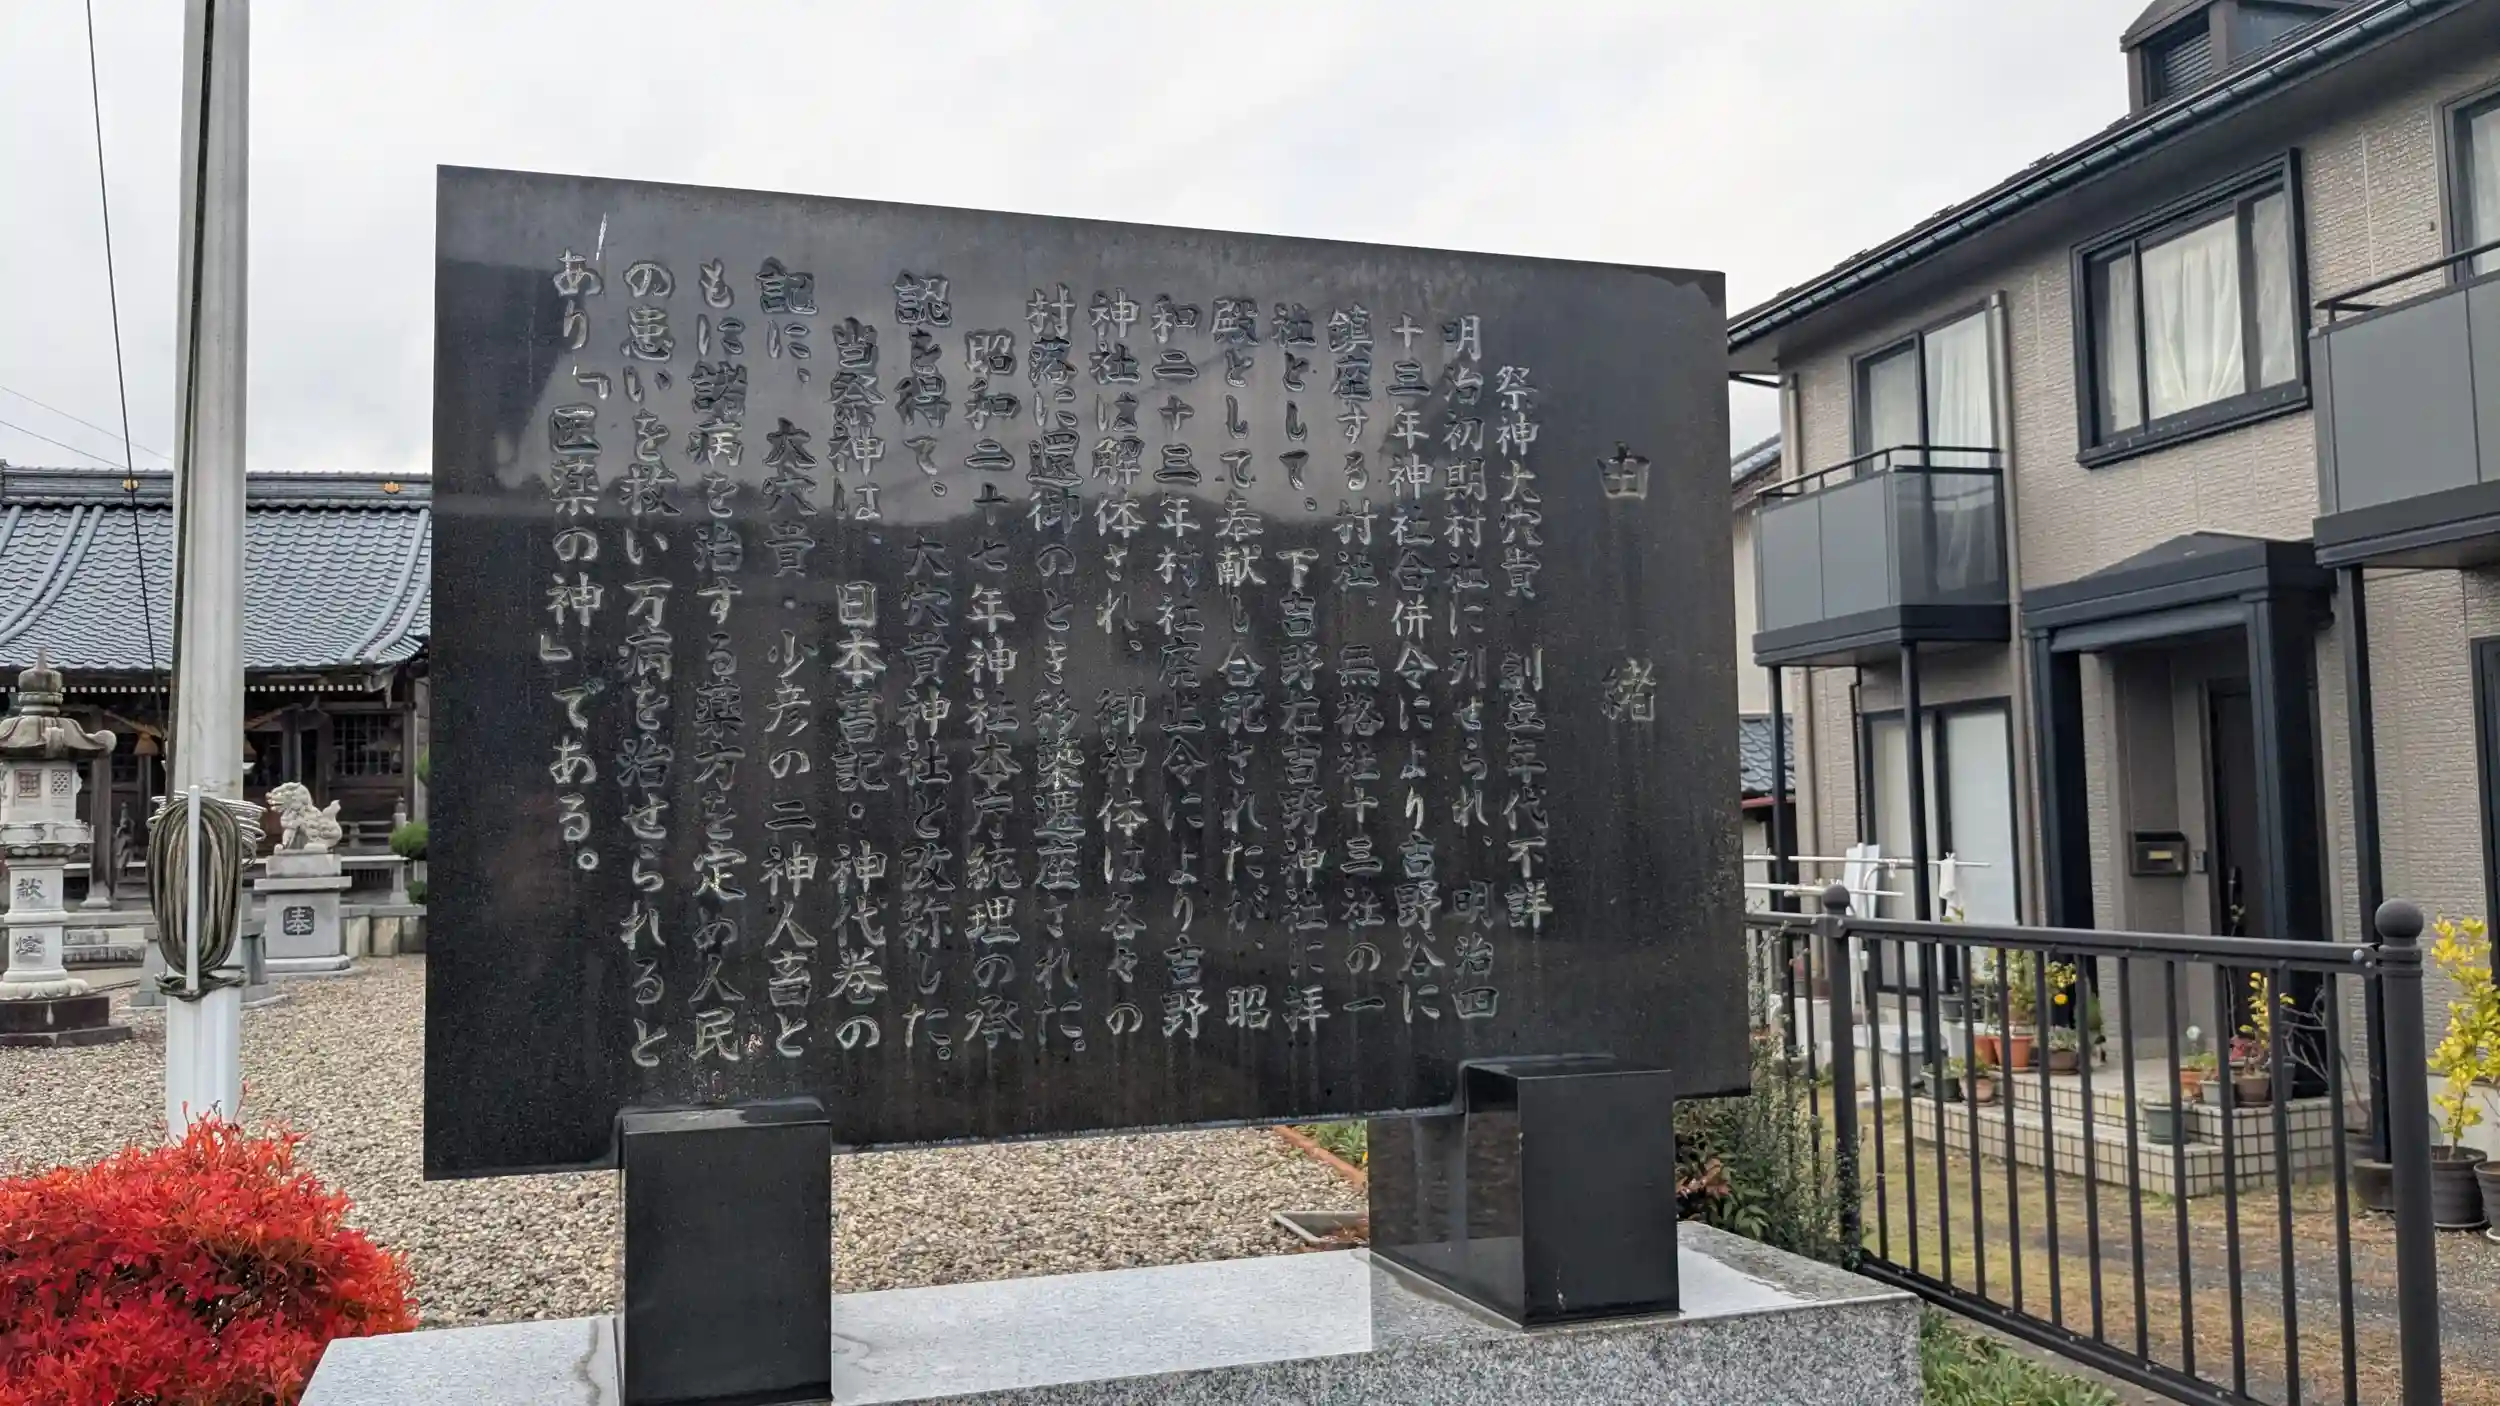 由緒
祭神大穴貴 創立年代不詳
明治初期村社に列せられ、明治四
十三年神社合併令により吉野谷に
鎮座する村社、無格社十三社の一
社として。下吉野左吉野神社に拝
殿として奉献し合祀されたが、昭
和二十三年村社廃止令により吉野
神社は解体され、御神体は各々の
村落に還御のとき移築遷座された。
昭和二十七年神社本庁統理の承
認を得て。大穴貴神社と改称した。
当祭神は、日本書記・神代巻の
記に、大穴貴・少彦の二神人畜と
もに諸病を治する薬方を定め人民
の患いを救い万病を治せられると
あり「医薬の神」である。
献燈
奉